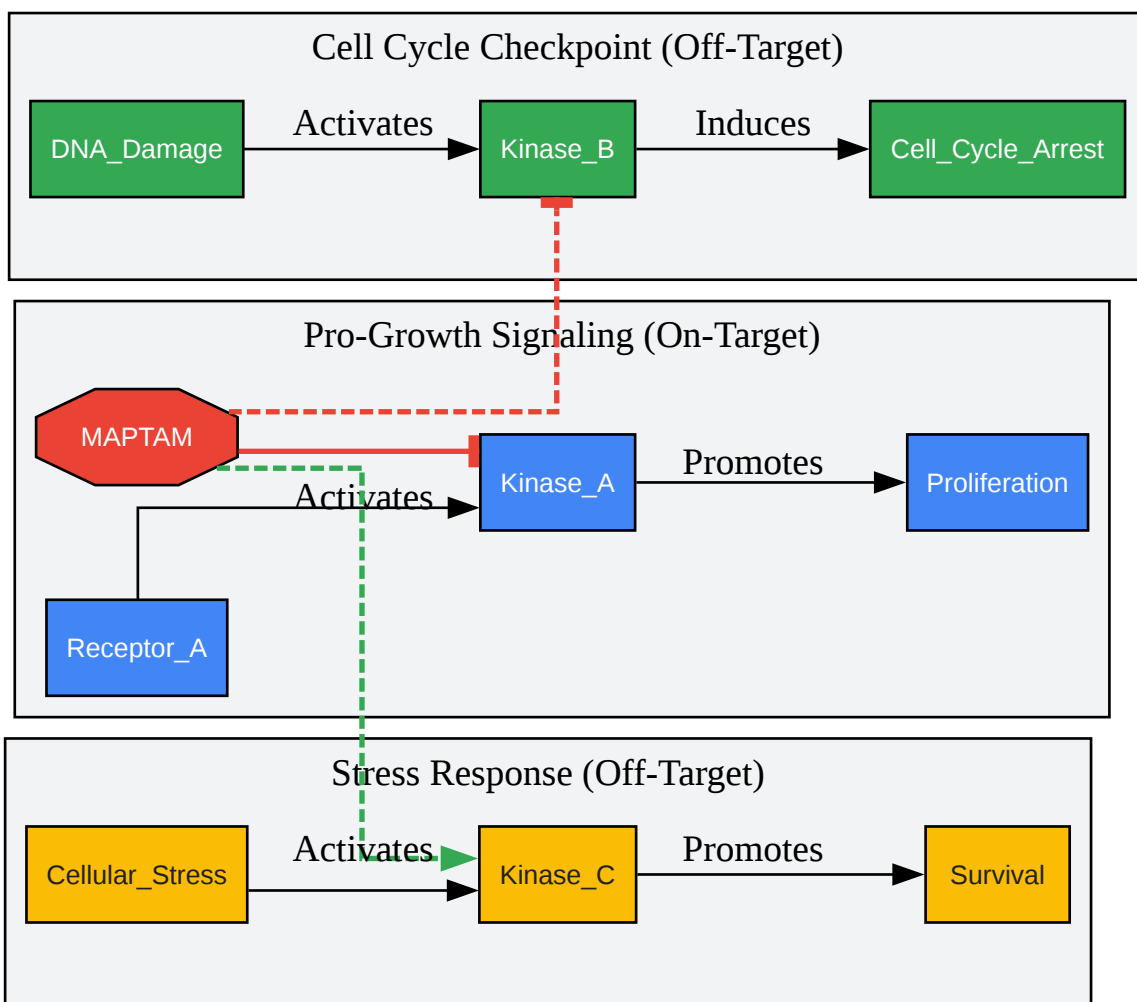 Cell Cycle Checkpoint (Off-Target)
DNA_Damage
Activates
Kinase_B
Induces
Cell_Cycle_Arrest
Pro-Growth Signaling (On-Target)
MAPTAM
Activates
Kinase_A
Promotes
Proliferation
Receptor_A
Stress Response (Off-Target)
Cellular_Stress
Activates
Kinase_C
Promotes
Survival